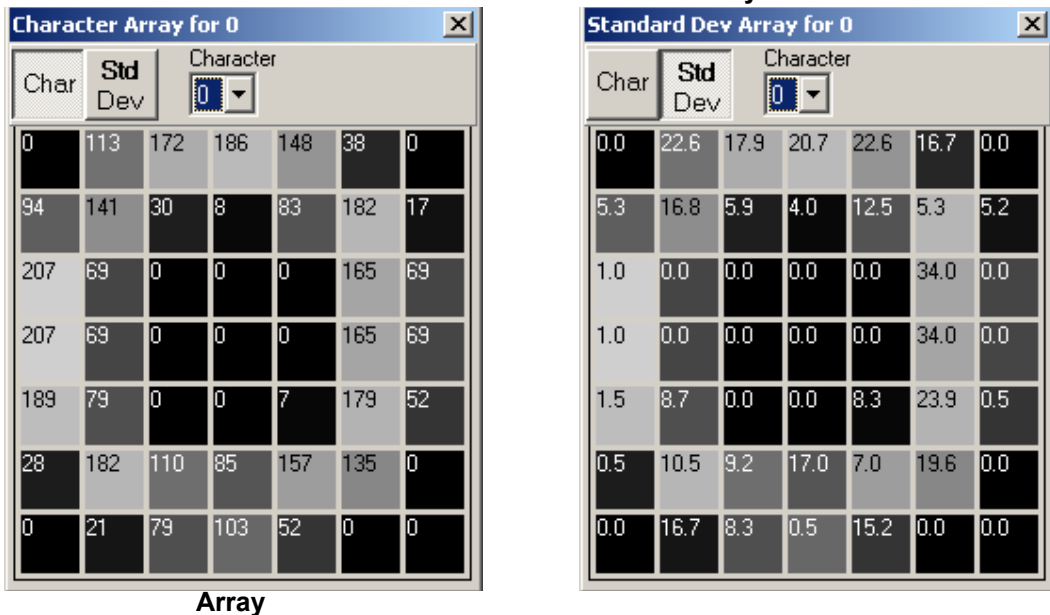 Character Array for 0
Char
Std
Dev
Character
0
0 113 172 186 148 38 0
94 141 30 8 83 182 17
207 69 0 0 0 165 69
207 69 0 0 0 165 69
189 79 0 0 7 179 52
28 182 110 85 157 135 0
0 21 79 103 52 0 0
Array
Standard Dev Array for 0
Char
Std
Dev
Character
0
0.0 22.6 17.9 20.7 22.6 16.7 0.0
5.3 16.8 5.9 4.0 12.5 5.3 5.2
1.0 0.0 0.0 0.0 0.0 34.0 0.0
1.0 0.0 0.0 0.0 0.0 34.0 0.0
1.5 8.7 0.0 0.0 8.3 23.9 0.5
0.5 10.5 9.2 17.0 7.0 19.6 0.0
0.0 16.7 8.3 0.5 15.2 0.0 0.0